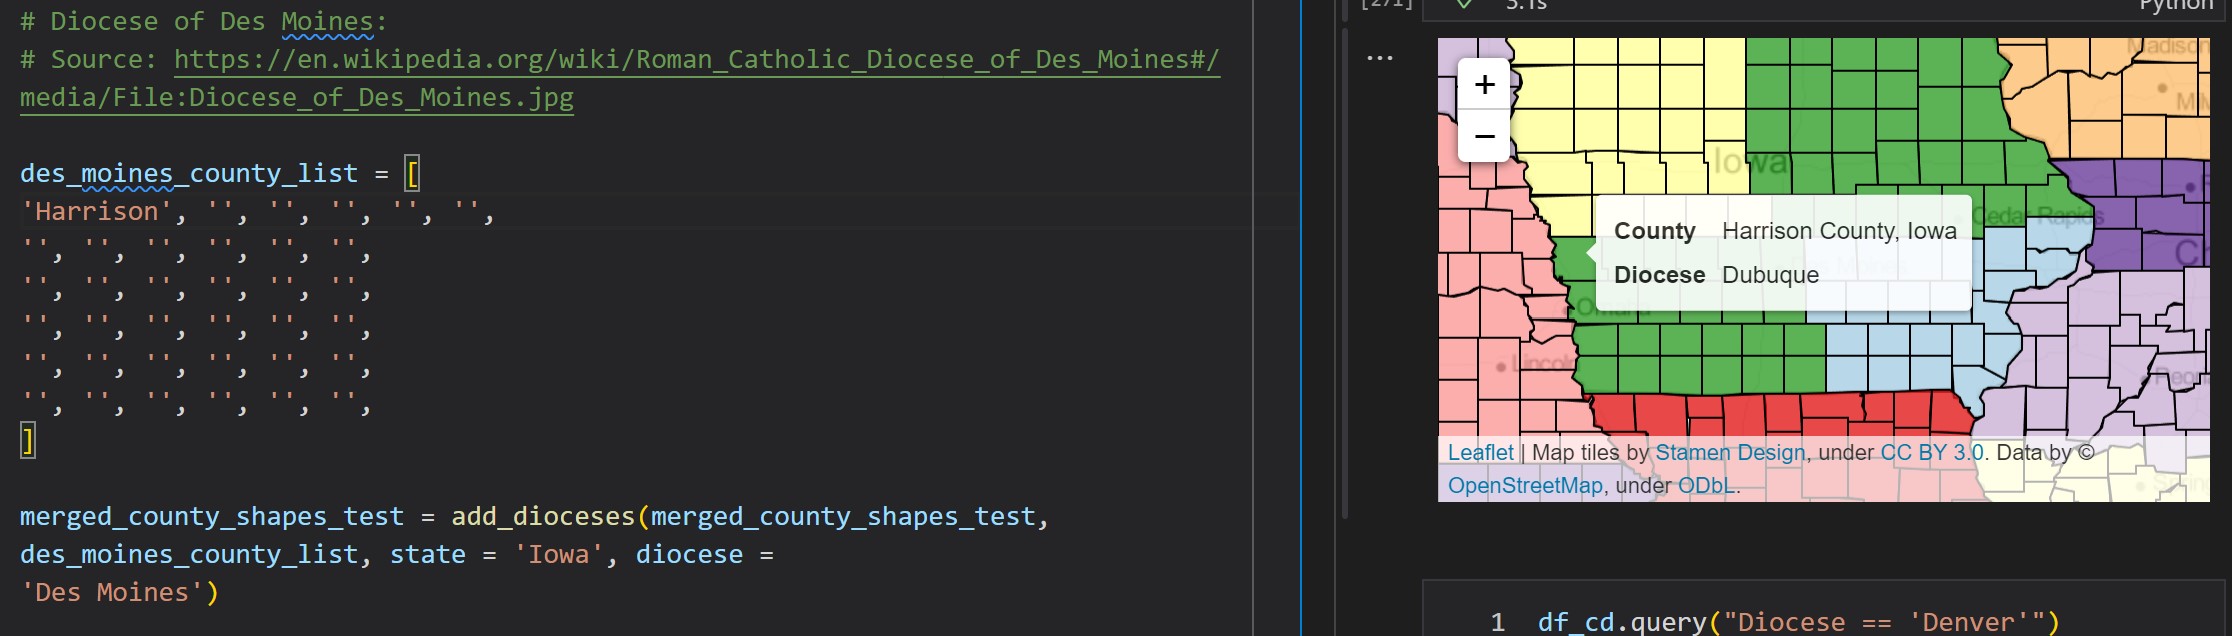 # Diocese of Des Moines:
# Source: https://en.wikipedia.org/wiki/Roman_Catholic_Diocese_of_Des_Moines#/
media/File:Diocese_of_Des_Moines.jpg
des_moines_county_list = [
'Harrison', '', '', '', '', '',
'', '', '', '', '', '',
'', '', '', '', '', '',
'', '', '', '', '', '',
'', '', '', '', '', '',
'', '', '', '', '', '',
]
merged_county_shapes_test = add_dioceses(merged_county_shapes_test,
des_moines_county_list, state = 'Iowa', diocese =
'Des Moines')
[271]
3.1s
Python
...
+
−
Madison
Iowa
Cedar Rapids
County Harrison County, Iowa
Diocese Dubuque
Omaha
Lincoln
Leaflet | Map tiles by Stamen Design, under CC BY 3.0. Data by ©
OpenStreetMap, under ODbL.
1 df_cd.query("Diocese == 'Denver'")